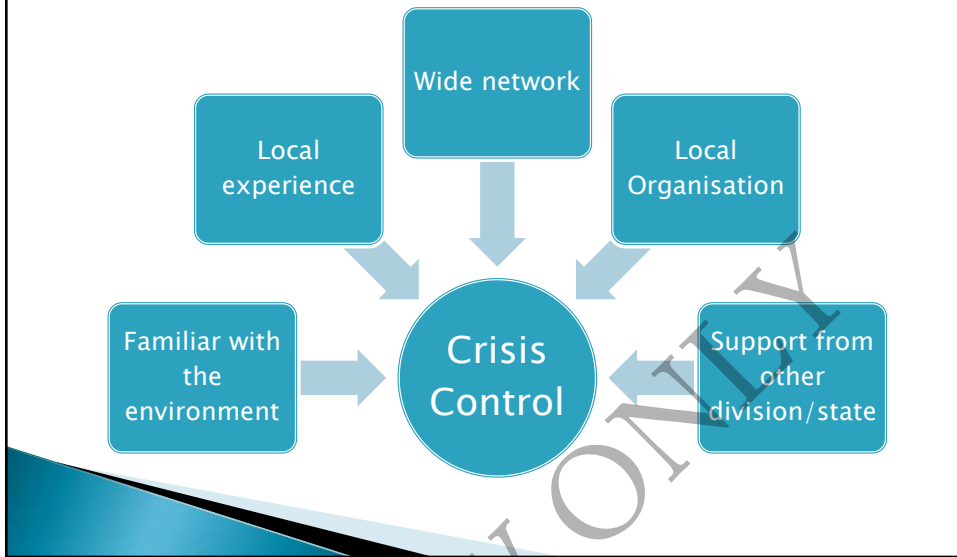 Wide network
Local
experience
Local
Organisation
Familiar with
the
environment
Crisis
Control
Support from
other
division/state
ONLY